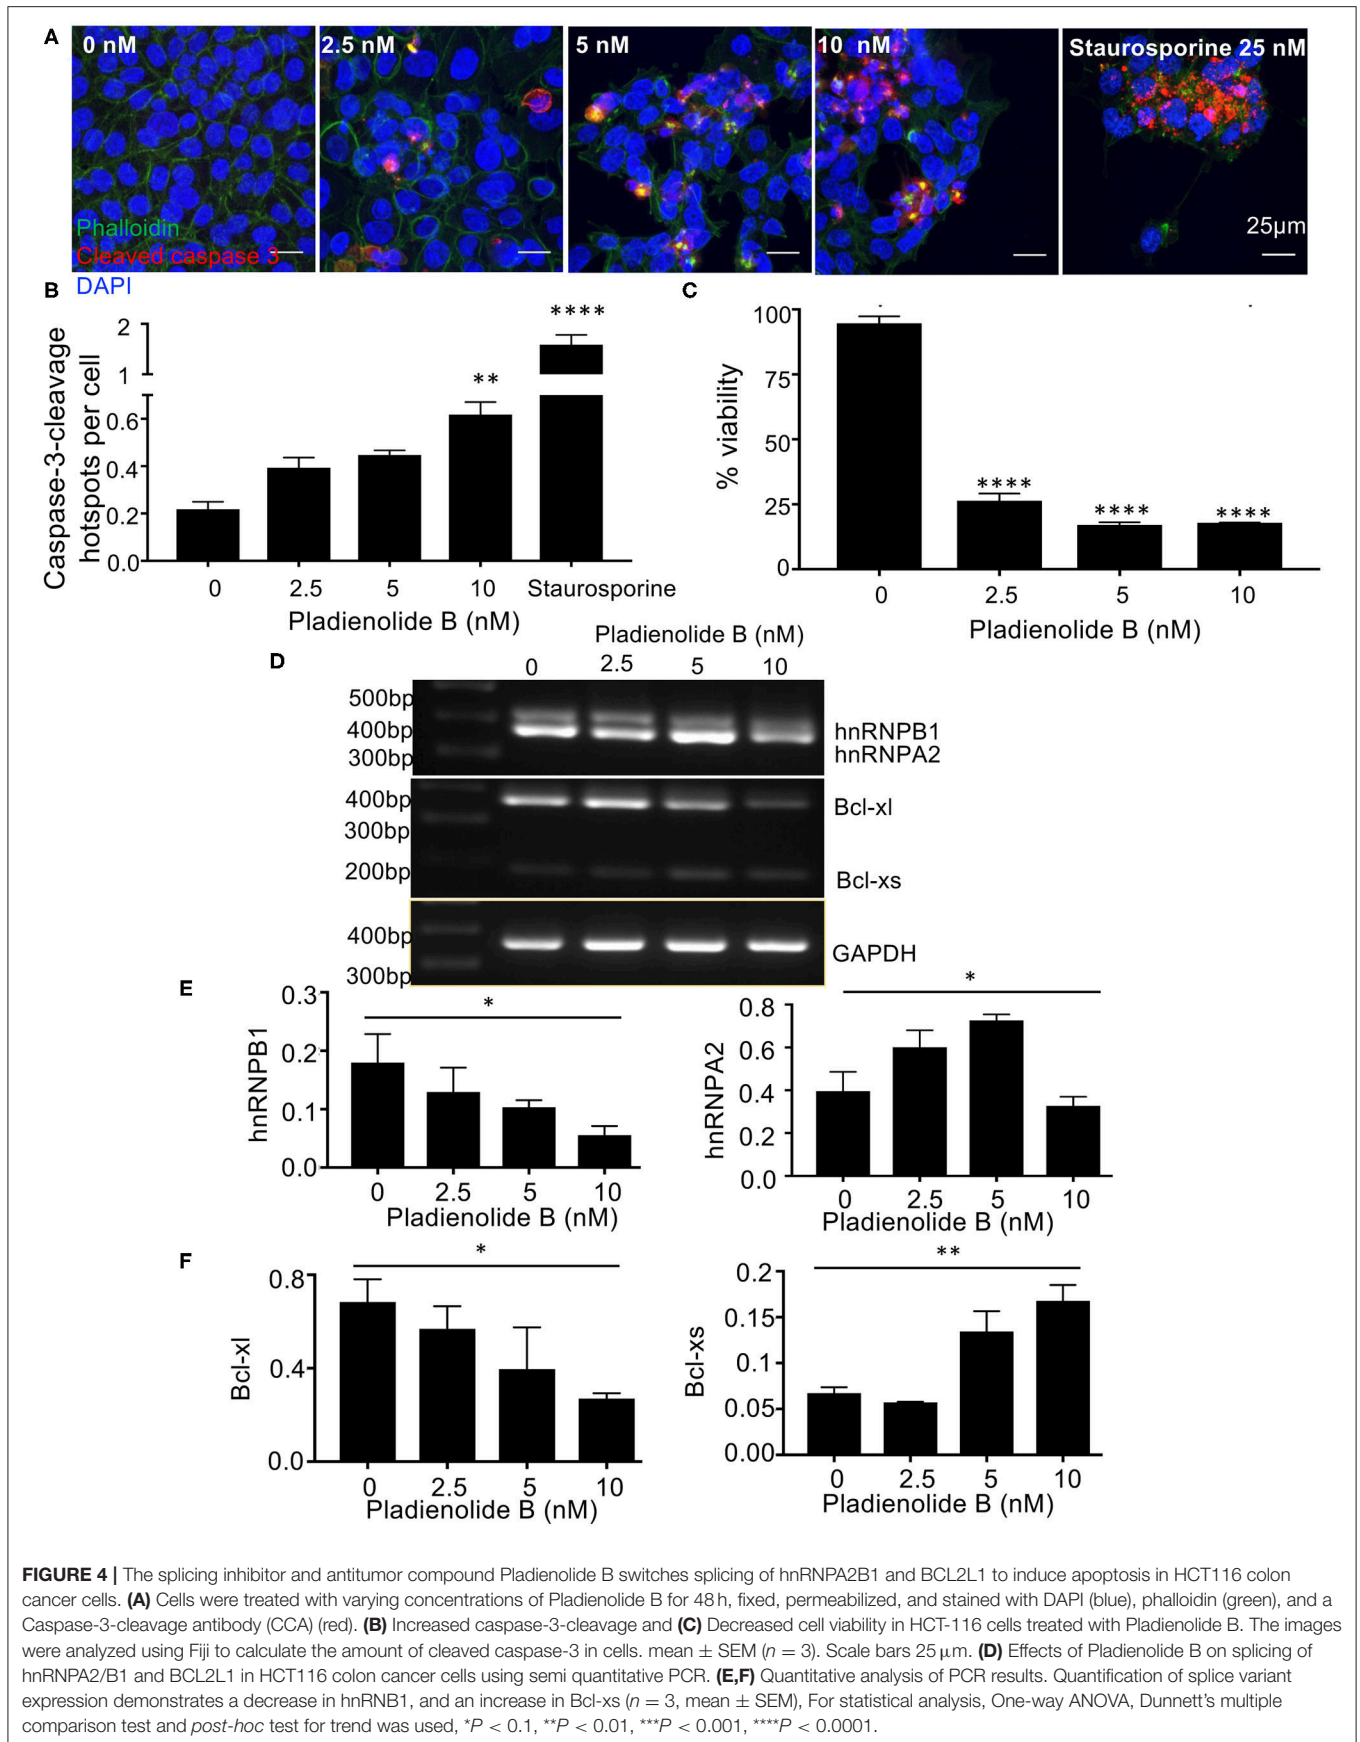 A
0 nM
2.5 nM
5 nM
10 nM
Staurosporine 25 nM
Phalloidin
Cleaved caspase 3
DAPI
25µm
B
Caspase-3-cleavage
hotspots per cell
2
1
0.6
0.4
0.2
0.0
**
****
0
2.5
5
10
Staurosporine
Pladienolide B (nM)
C
% viability
100
75
50
25
0
****
****
****
0
2.5
5
10
Pladienolide B (nM)
D
Pladienolide B (nM)
0
2.5
5
10
500bp
400bp
300bp
hnRNPB1
hnRNPA2
400bp
300bp
200bp
Bcl-xl
Bcl-xs
400bp
300bp
GAPDH
E
hnRNPB1
0.3
0.2
0.1
0.0
*
0
2.5
5
10
Pladienolide B (nM)
hnRNPA2
0.8
0.6
0.4
0.2
0.0
*
0
2.5
5
10
Pladienolide B (nM)
F
Bcl-xl
0.8
0.4
0.0
*
0
2.5
5
10
Pladienolide B (nM)
Bcl-xs
0.2
0.15
0.1
0.05
0.00
**
0
2.5
5
10
Pladienolide B (nM)
FIGURE 4 | The splicing inhibitor and antitumor compound Pladienolide B switches splicing of hnRNPA2B1 and BCL2L1 to induce apoptosis in HCT116 colon
cancer cells. (A) Cells were treated with varying concentrations of Pladienolide B for 48 h, fixed, permeabilized, and stained with DAPI (blue), phalloidin (green), and a
Caspase-3-cleavage antibody (CCA) (red). (B) Increased caspase-3-cleavage and (C) Decreased cell viability in HCT-116 cells treated with Pladienolide B. The images
were analyzed using Fiji to calculate the amount of cleaved caspase-3 in cells. mean ± SEM (n = 3). Scale bars 25 µm. (D) Effects of Pladienolide B on splicing of
hnRNPA2/B1 and BCL2L1 in HCT116 colon cancer cells using semi quantitative PCR. (E,F) Quantitative analysis of PCR results. Quantification of splice variant
expression demonstrates a decrease in hnRNB1, and an increase in Bcl-xs (n = 3, mean ± SEM), For statistical analysis, One-way ANOVA, Dunnett's multiple
comparison test and post-hoc test for trend was used, *P < 0.1, **P < 0.01, ***P < 0.001, ****P < 0.0001.